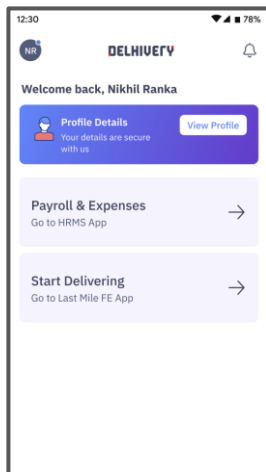 12:30
78%
NR
DELHIVERY
Welcome back, Nikhil Ranka
Profile Details
View Profile
Your details are secure
with us
Payroll & Expenses
Go to HRMS App
Start Delivering
Go to Last Mile FE App